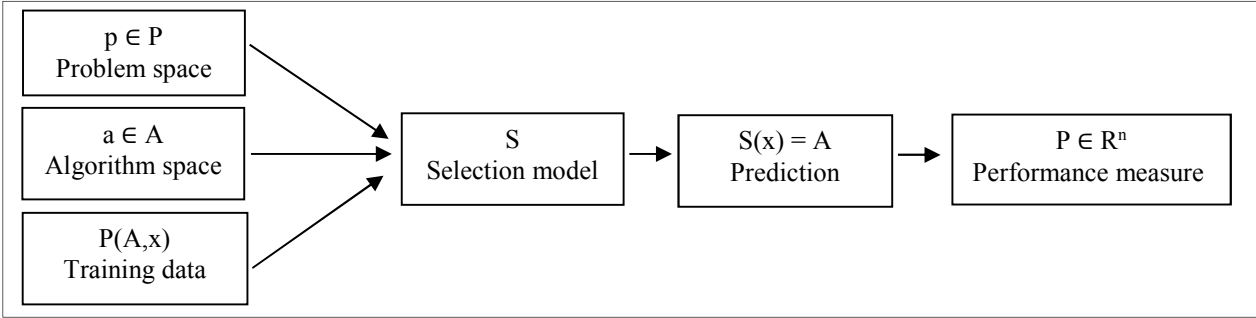 p ∈ P
Problem space
a ∈ A
Algorithm space
P(A,x)
Training data
S
Selection model
S(x) = A
Prediction
P ∈ Rⁿ
Performance measure